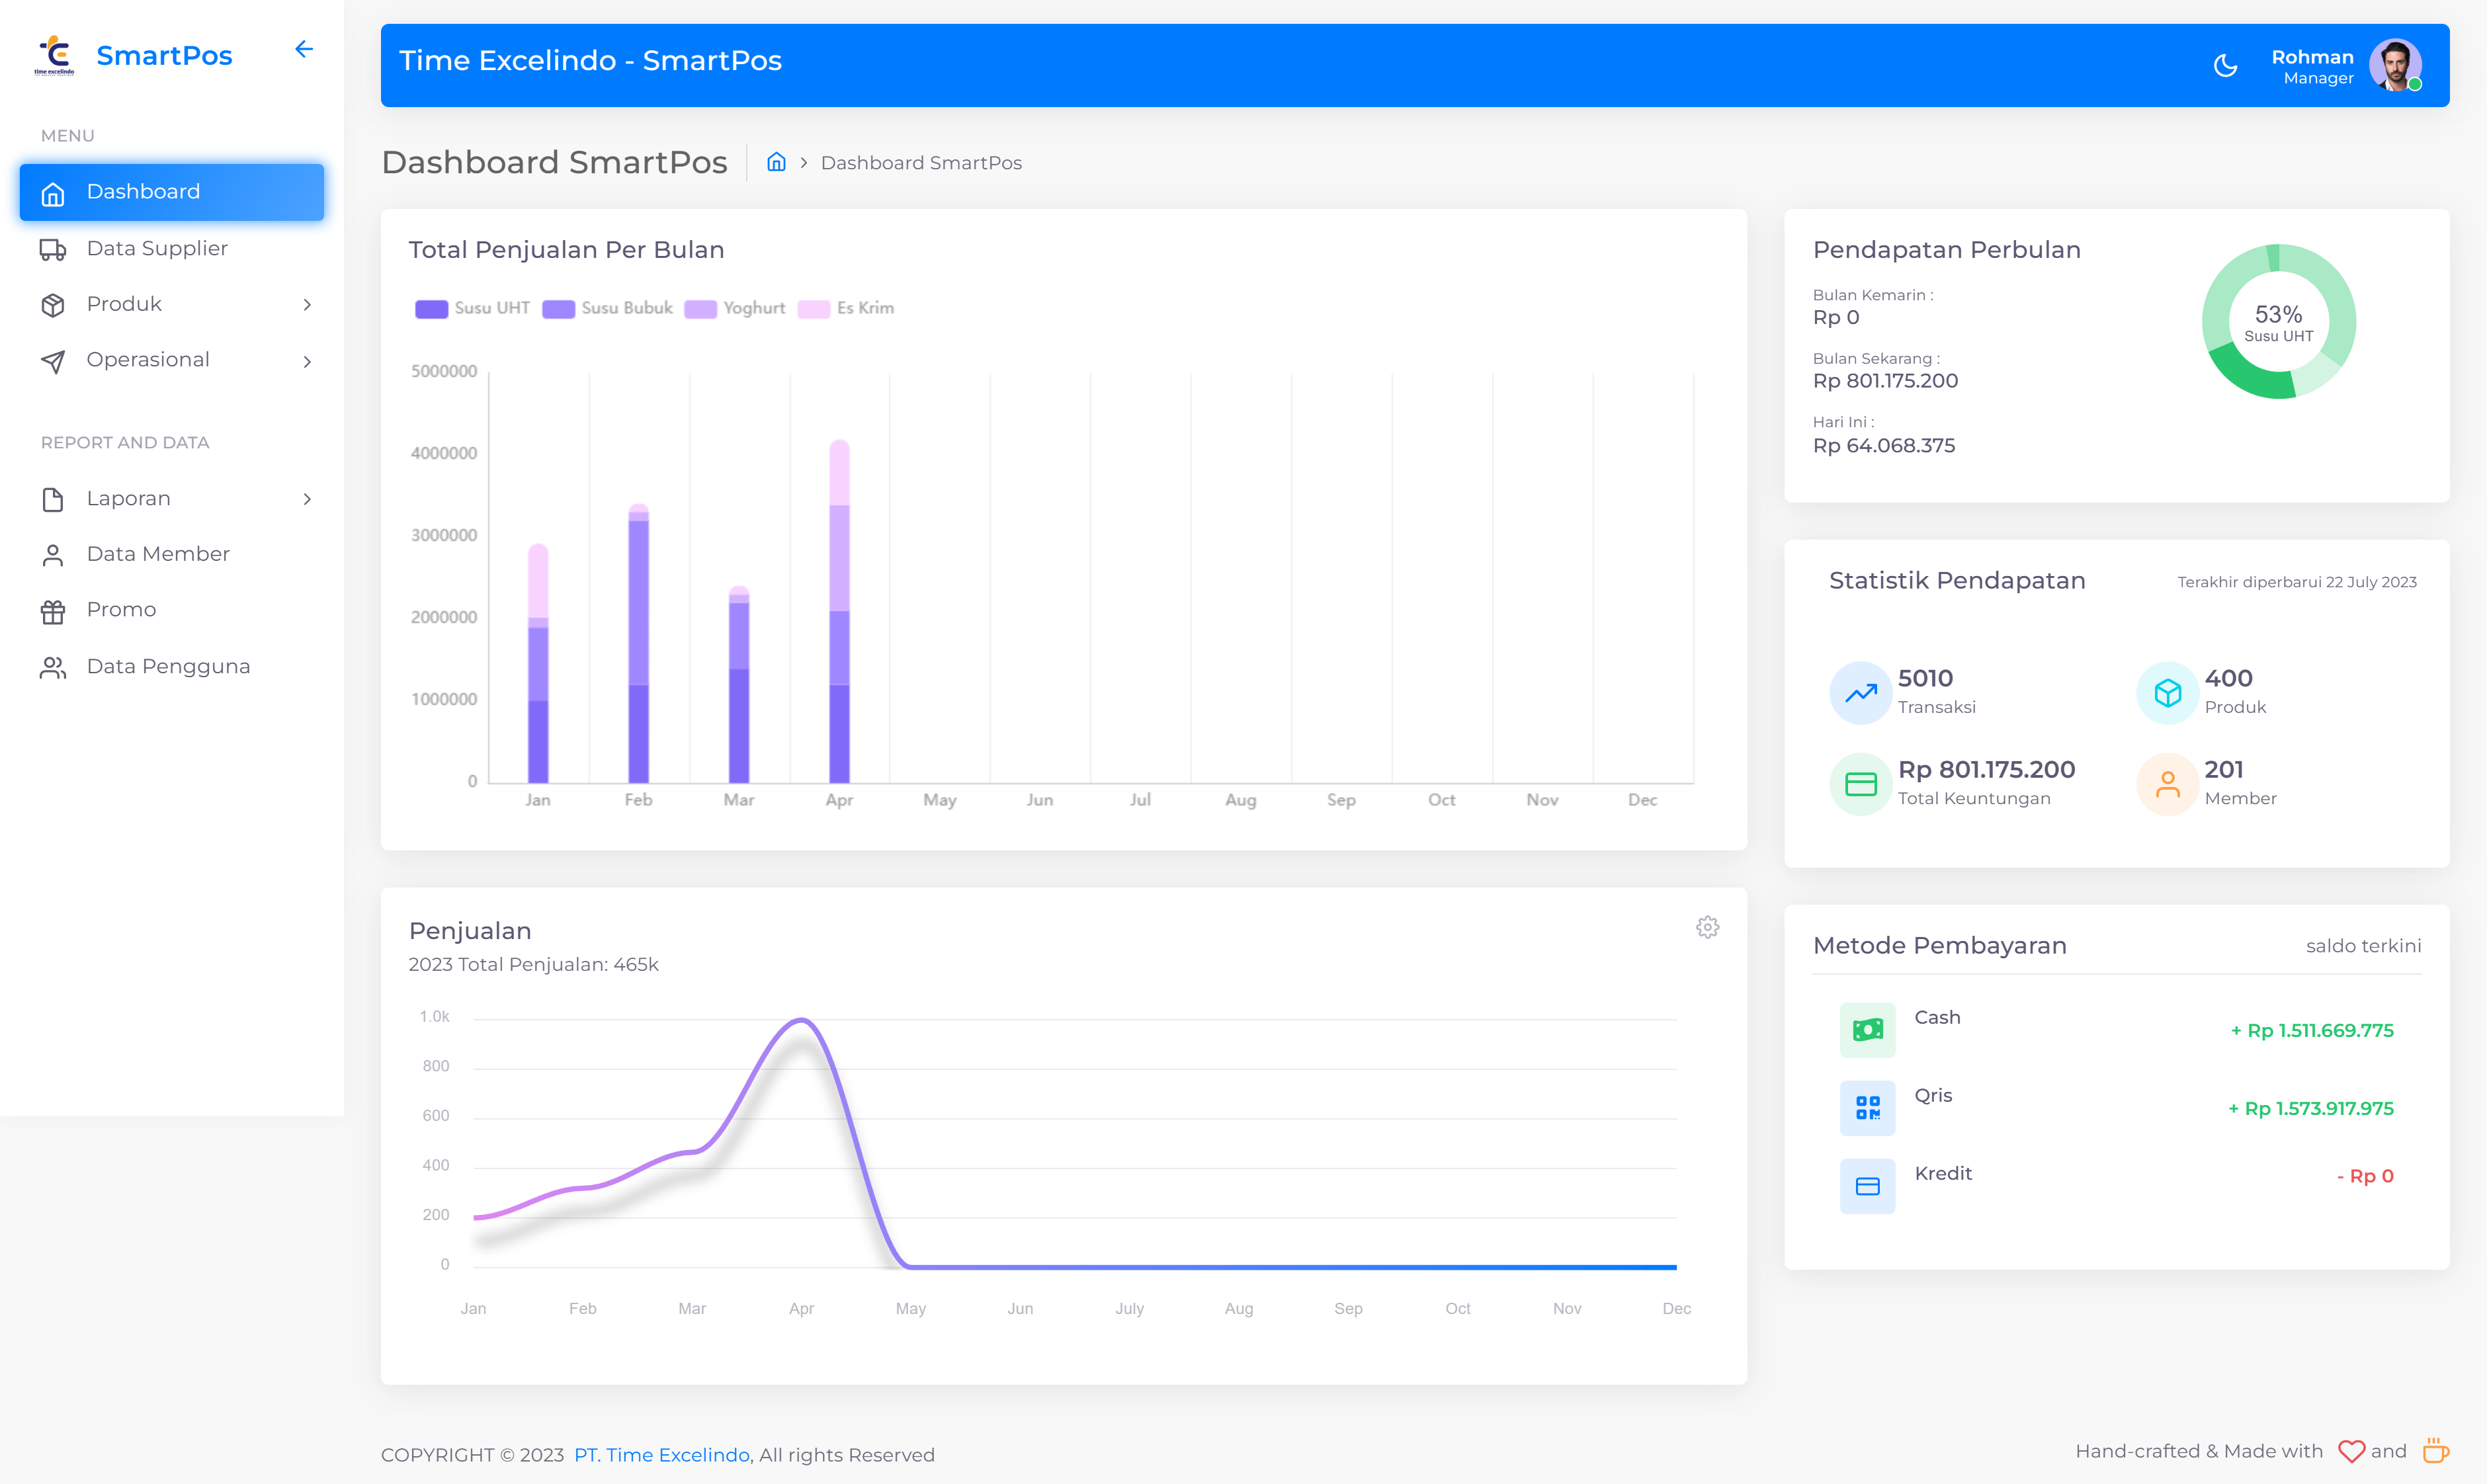 time excelindo
SmartPos
MENU
Dashboard
Data Supplier
Produk
Operasional
REPORT AND DATA
Laporan
Data Member
Promo
Data Pengguna
Time Excelindo - SmartPos
Rohman
Manager
Dashboard SmartPos
Dashboard SmartPos
Total Penjualan Per Bulan
Susu UHT Susu Bubuk Yoghurt Es Krim
5000000
4000000
3000000
2000000
1000000
0
Jan Feb Mar Apr May Jun Jul Aug Sep Oct Nov Dec
Penjualan
2023 Total Penjualan: 465k
1.0k
800
600
400
200
0
Jan Feb Mar Apr May Jun July Aug Sep Oct Nov Dec
Pendapatan Perbulan
Bulan Kemarin :
Rp 0
Bulan Sekarang :
Rp 801.175.200
Hari Ini :
Rp 64.068.375
53%
Susu UHT
Statistik Pendapatan
Terakhir diperbarui 22 July 2023
5010
Transaksi
400
Produk
Rp 801.175.200
Total Keuntungan
201
Member
Metode Pembayaran
saldo terkini
Cash
+ Rp 1.511.669.775
Qris
+ Rp 1.573.917.975
Kredit
- Rp 0
COPYRIGHT © 2023 PT. Time Excelindo, All rights Reserved
Hand-crafted & Made with and